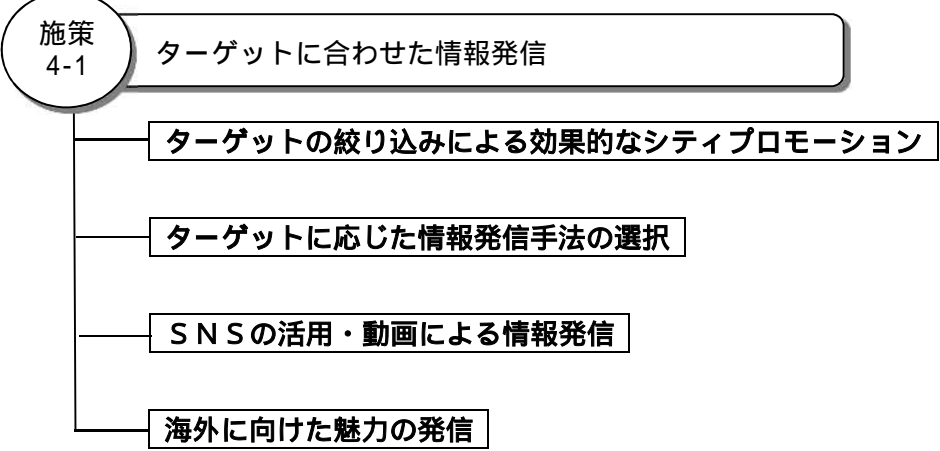 施策
4-1
ターゲットに合わせた情報発信
ターゲットの絞り込みによる効果的なシティプロモーション
ターゲットに応じた情報発信手法の選択
ＳＮＳの活用・動画による情報発信
海外に向けた魅力の発信